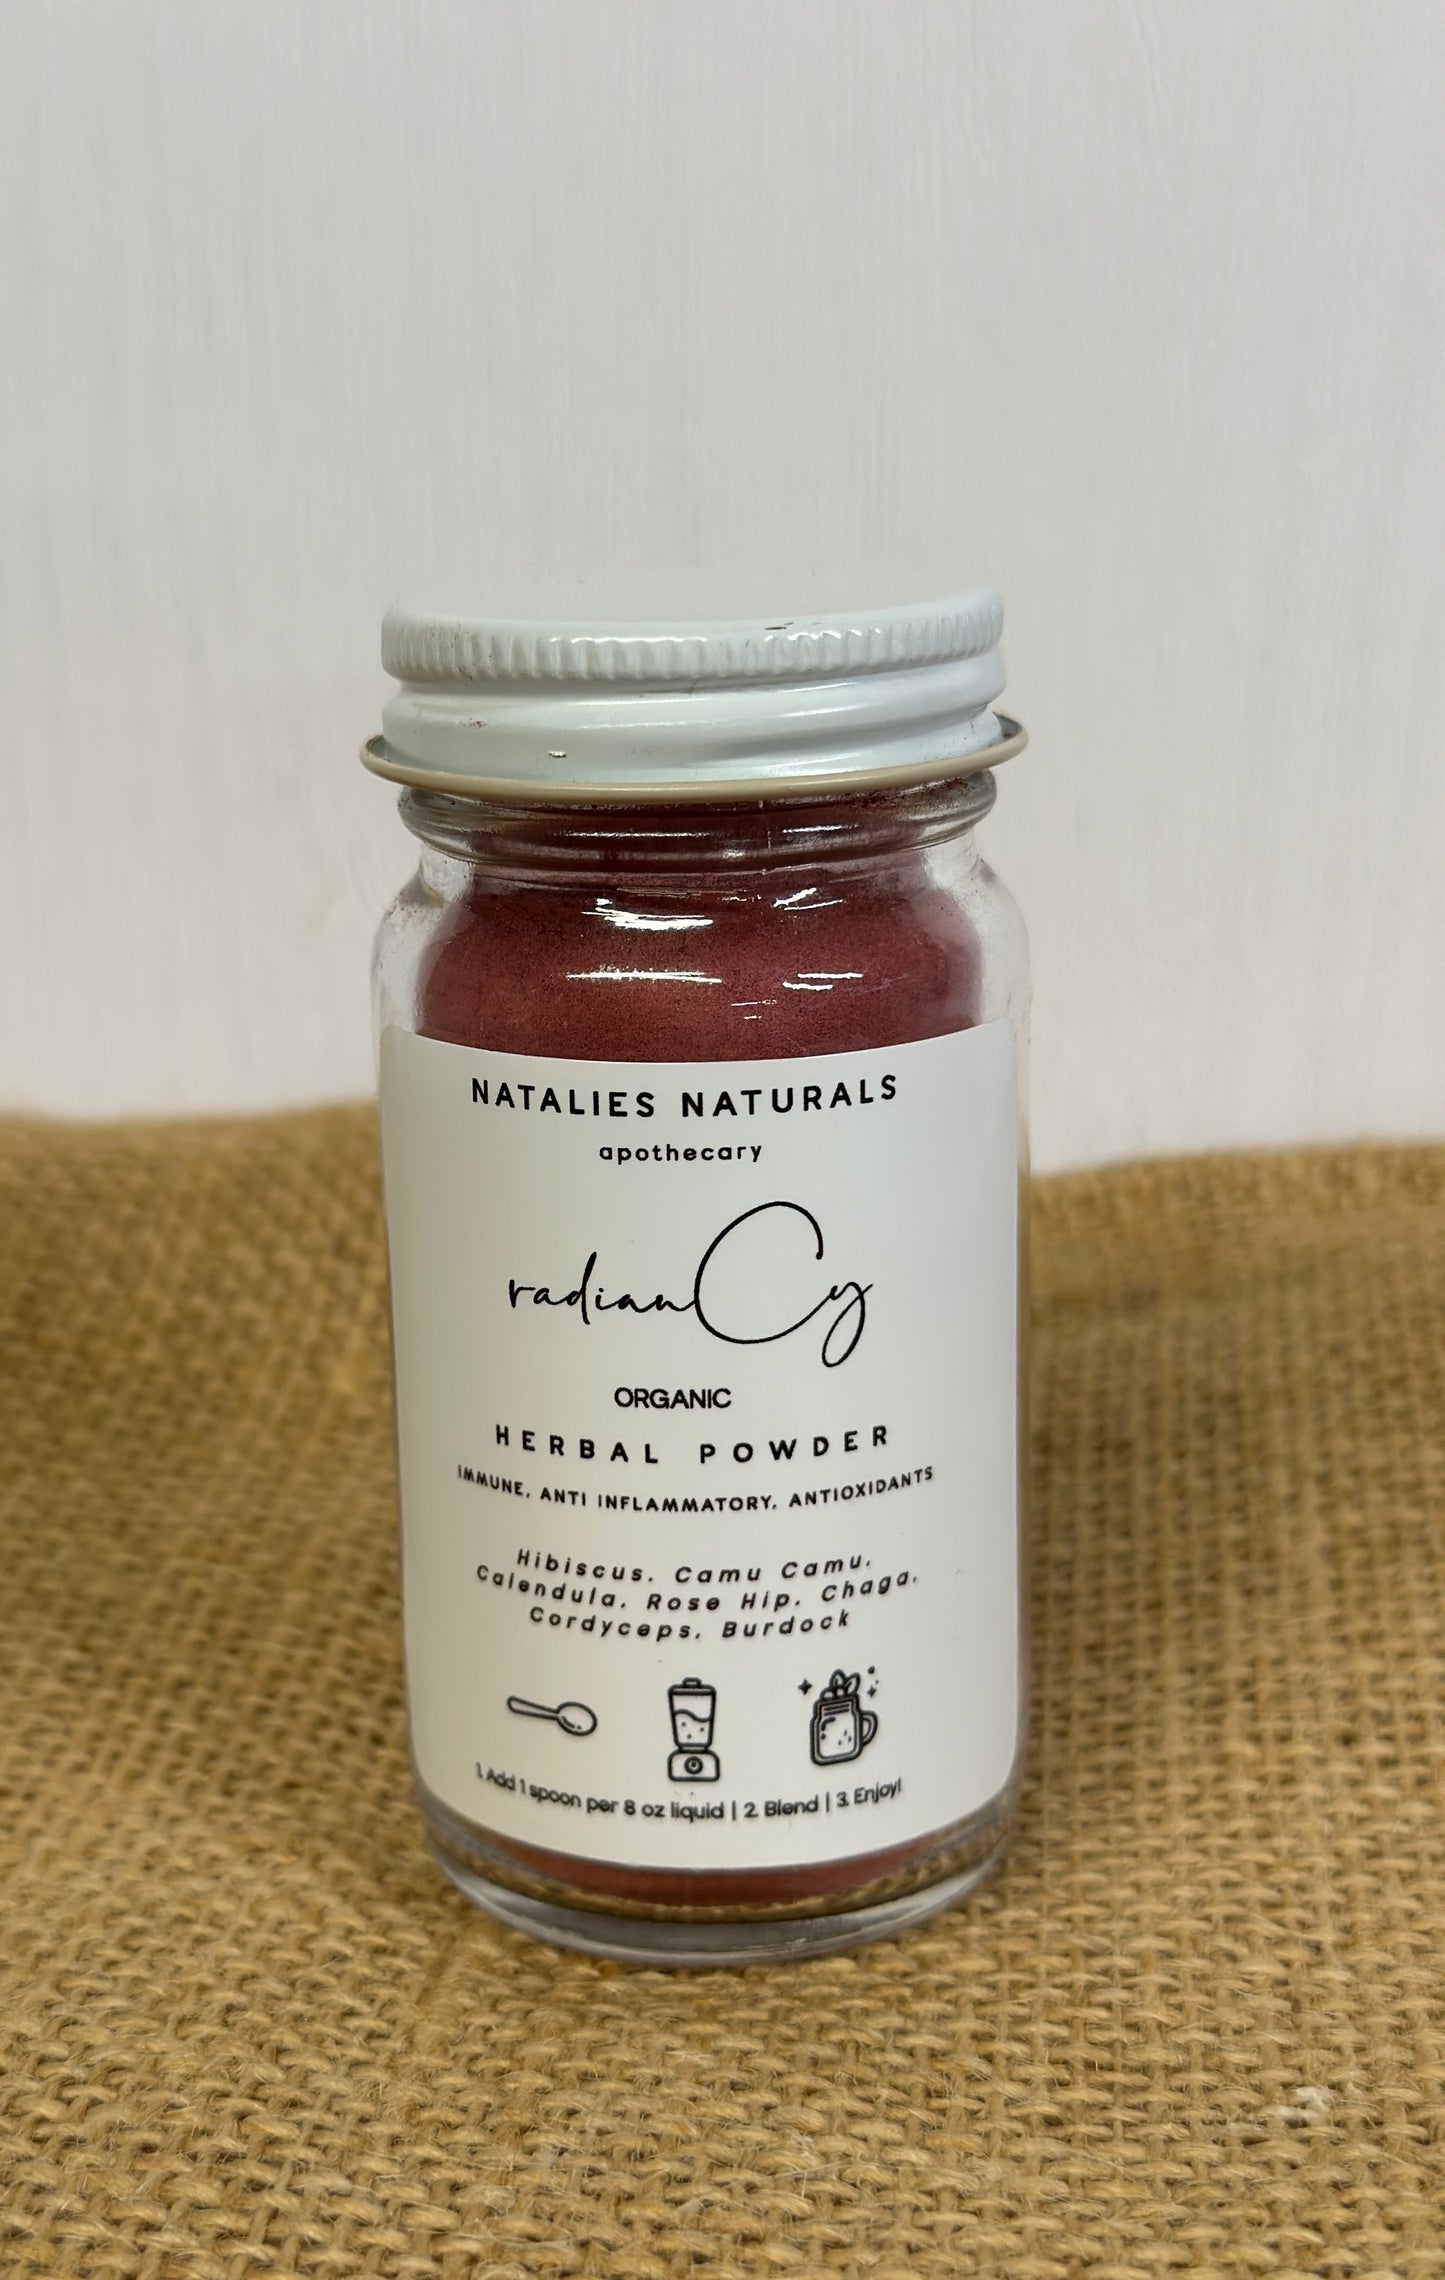 NATALIES NATURALS
apothecary
radianCy
ORGANIC
HERBAL POWDER
IMMUNE, ANTI INFLAMMATORY, ANTIOXIDANTS
Hibiscus, Camu Camu,
Calendula, Rose Hip, Chaga,
Cordyceps, Burdock
1. Add 1 spoon per 8 oz liquid | 2. Blend | 3. Enjoy!